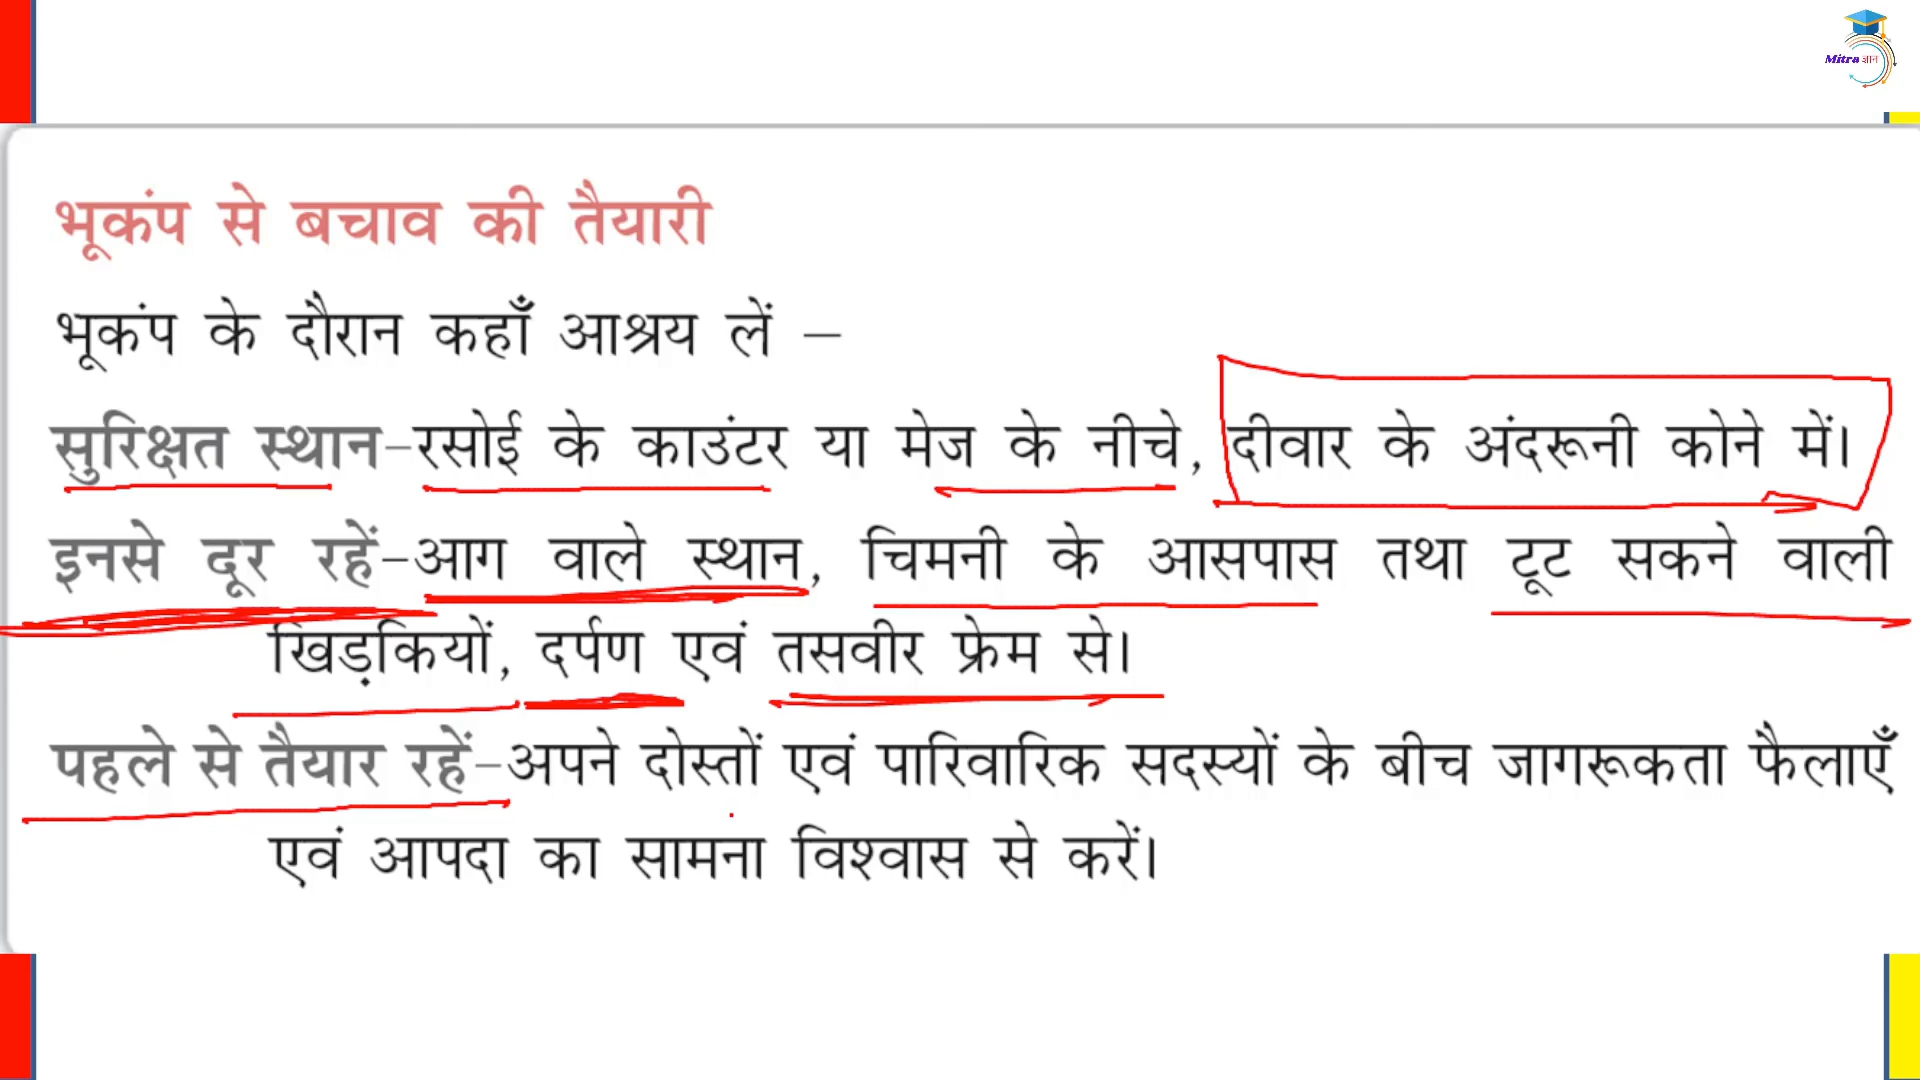 Mitra ज्ञान
भूकंप से बचाव की तैयारी
भूकंप के दौरान कहाँ आश्रय लें –
सुरिक्षत स्थान–रसोई के काउंटर या मेज के नीचे, दीवार के अंदरूनी कोने में।
इनसे दूर रहें–आग वाले स्थान, चिमनी के आसपास तथा टूट सकने वाली
खिड़कियों, दर्पण एवं तसवीर फ्रेम से।
पहले से तैयार रहें–अपने दोस्तों एवं पारिवारिक सदस्यों के बीच जागरूकता फैलाएँ
एवं आपदा का सामना विश्वास से करें।